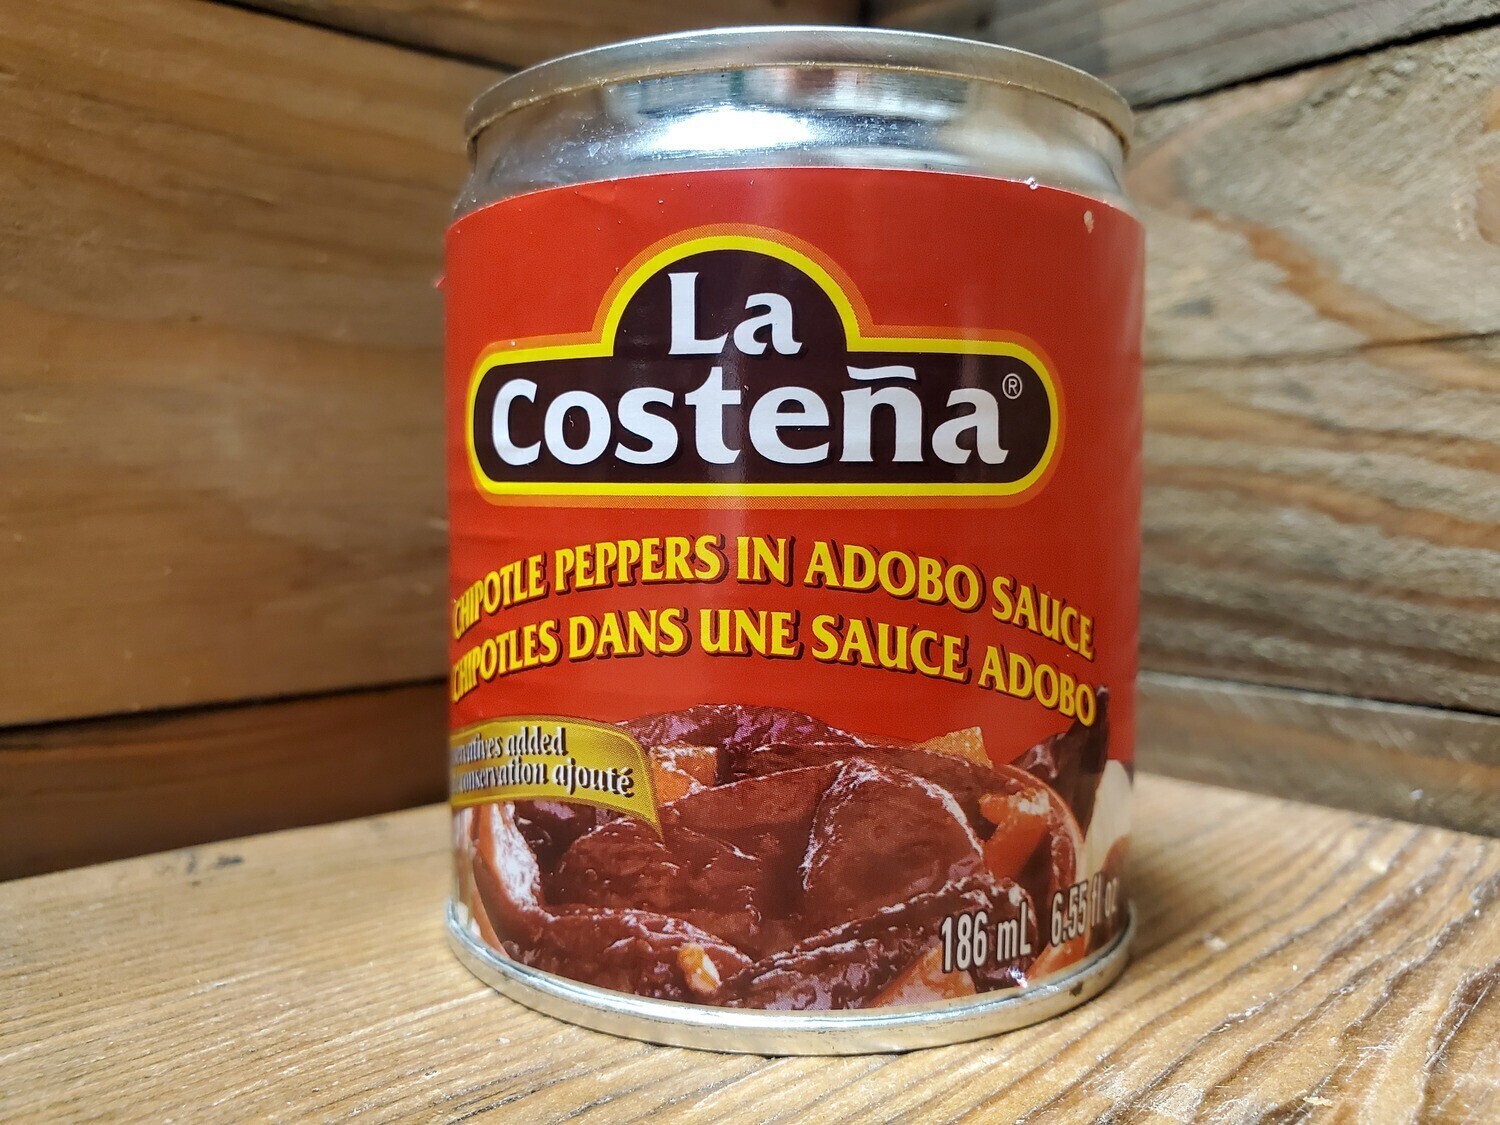 La
Costeña®
CHIPOTLE PEPPERS IN ADOBO SAUCE
CHIPOTLES DANS UNE SAUCE ADOBO
added
conservation ajouté
186 mL 6.55 fl oz